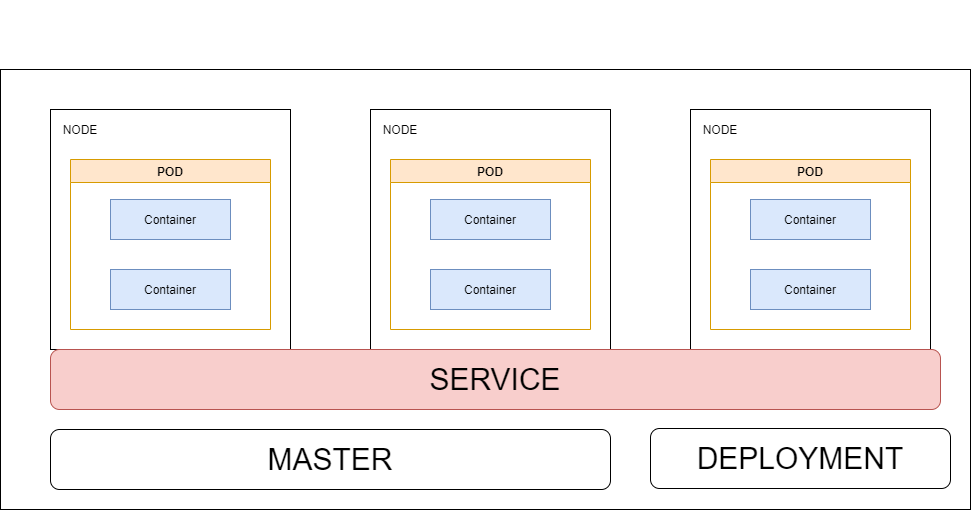 NODE
NODE
NODE
POD
POD
POD
Container
Container
Container
Container
Container
Container
SERVICE
MASTER
DEPLOYMENT